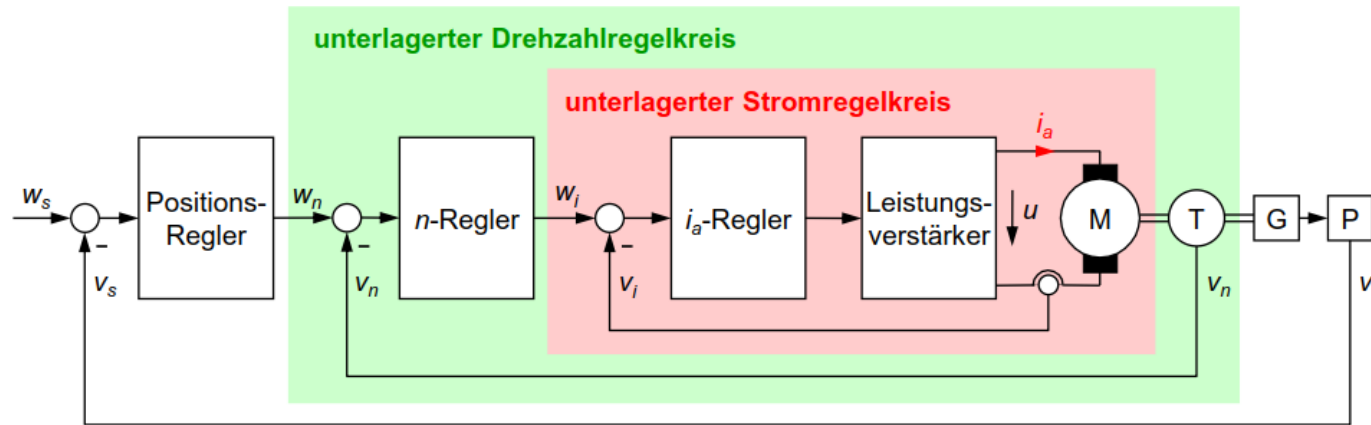 unterlagerter Drehzahlregelkreis
unterlagerter Stromregelkreis
w_s
Positions-
Regler
w_n
n-Regler
w_i
i_a-Regler
Leistungs-
verstärker
i_a
u
M
T
G
P
v_s
v_n
v_i
v_n
v